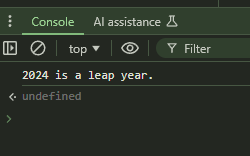 Console AI assistance
top Filter
2024 is a leap year.
undefined